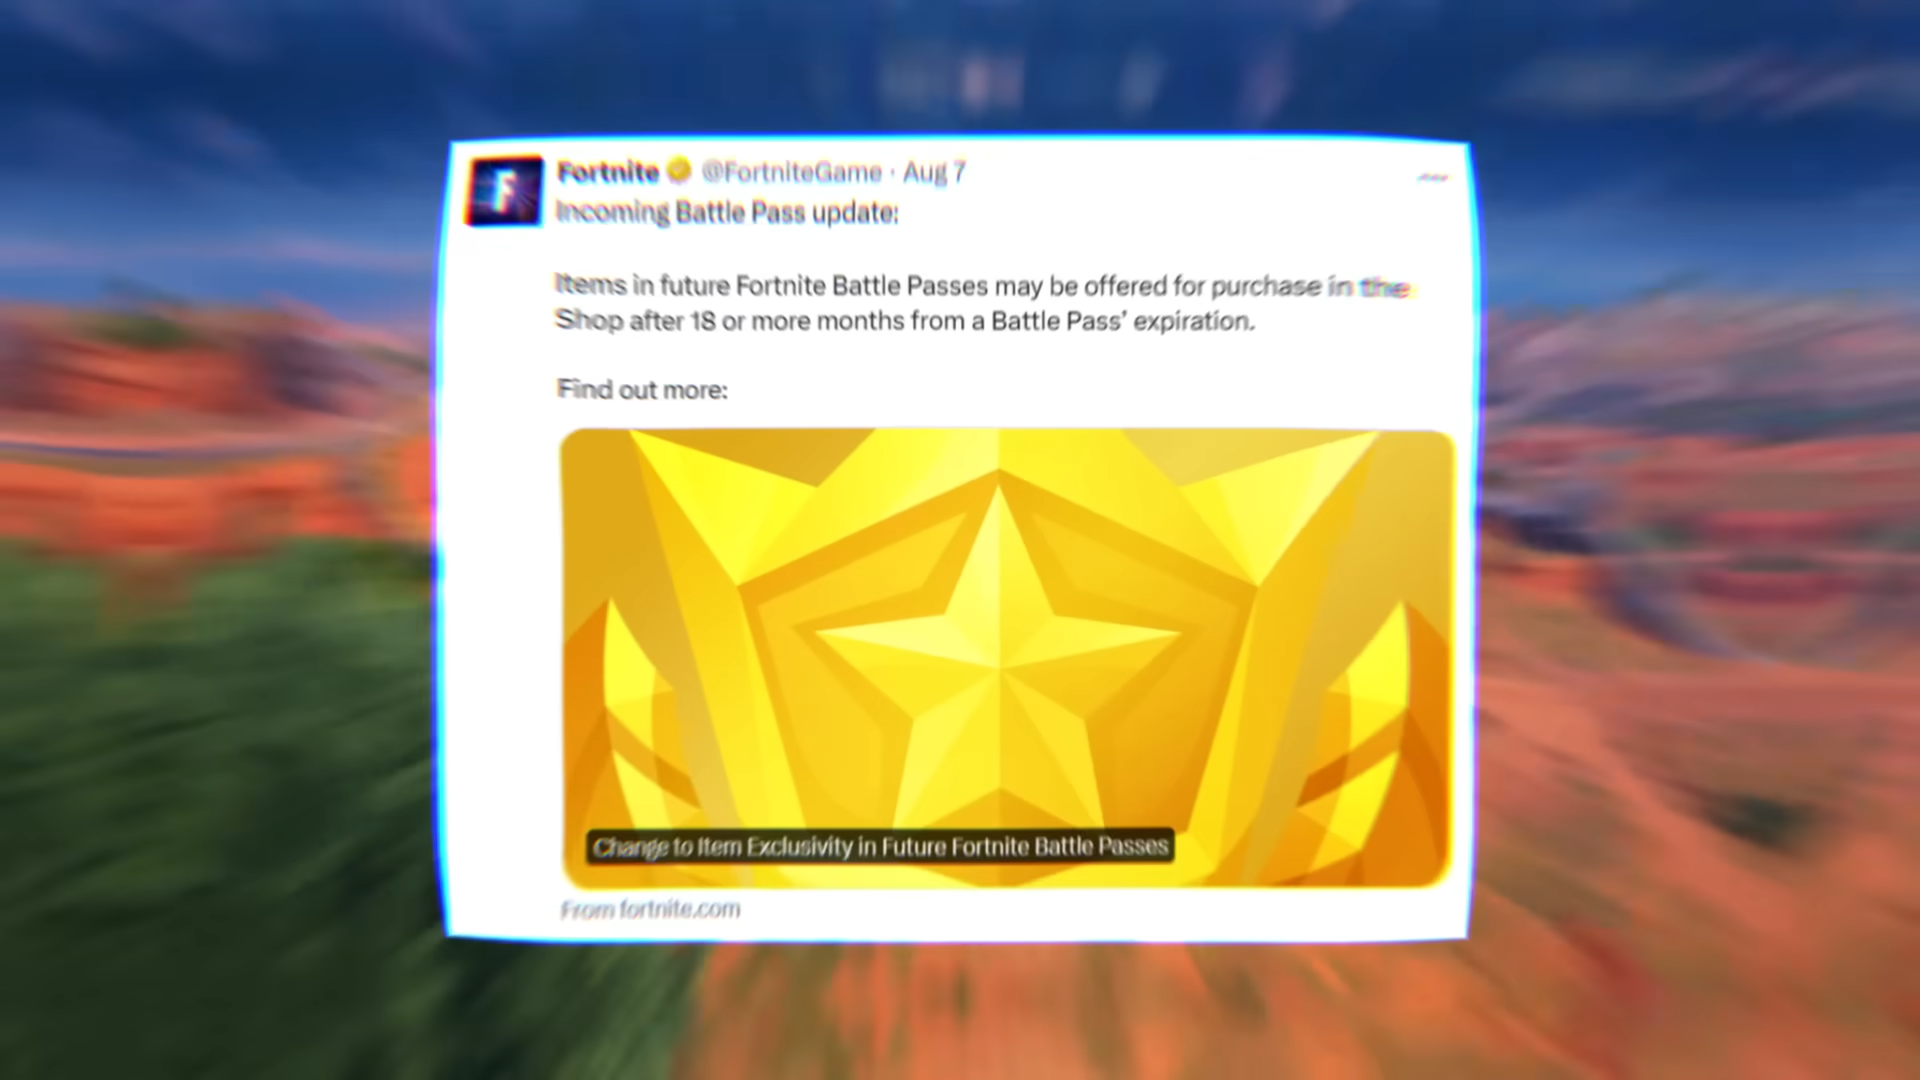 Fortnite @FortniteGame · Aug 7
Incoming Battle Pass update:
Items in future Fortnite Battle Passes may be offered for purchase in the
Shop after 18 or more months from a Battle Pass’ expiration.
Find out more:
Change to Item Exclusivity in Future Fortnite Battle Passes
From fortnite.com